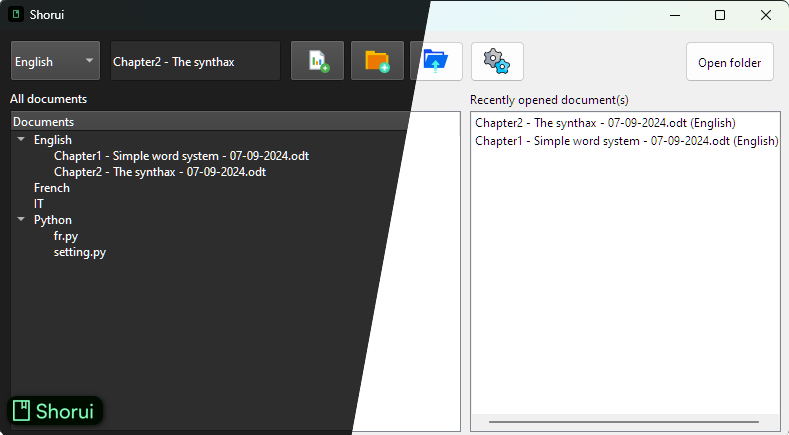 Shorui
English
Chapter2 - The synthax
Open folder
All documents
Recently opened document(s)
Documents
English
Chapter1 - Simple word system - 07-09-2024.odt
Chapter2 - The synthax - 07-09-2024.odt
French
IT
Python
fr.py
setting.py
Chapter2 - The synthax - 07-09-2024.odt (English)
Chapter1 - Simple word system - 07-09-2024.odt (English)
Shorui